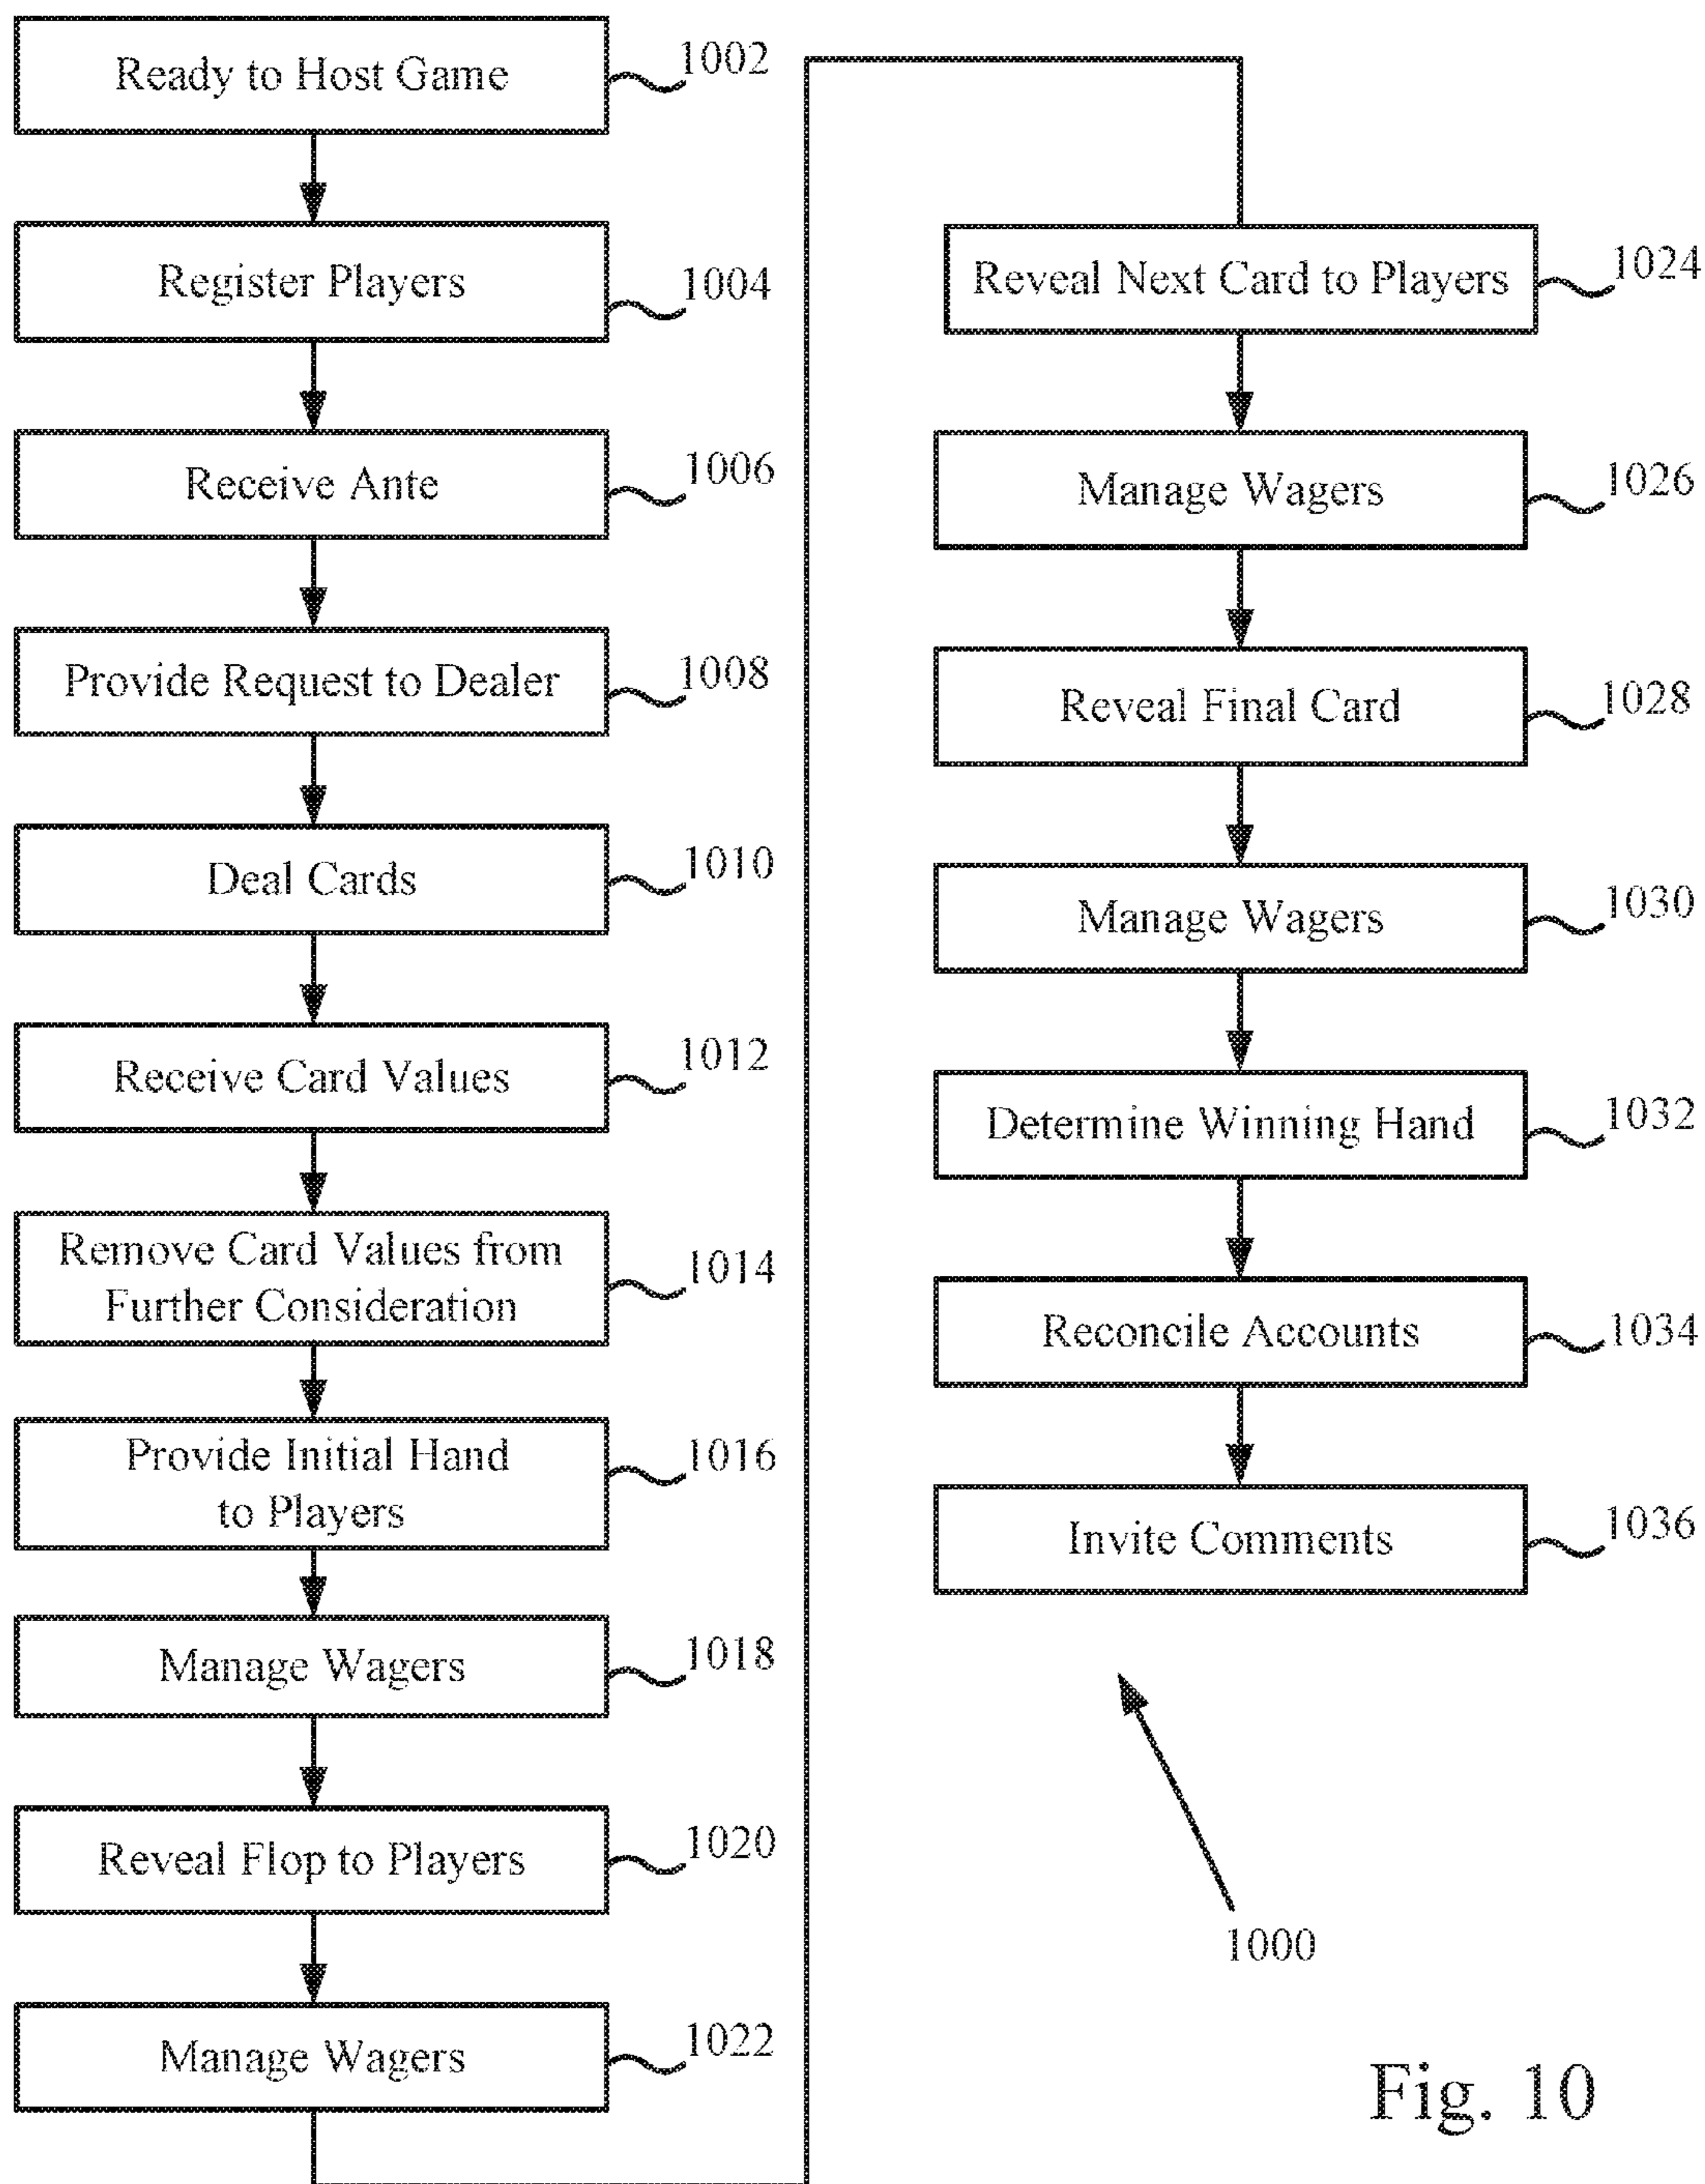 Ready to Host Game
1002
Register Players
1004
Receive Ante
1006
Provide Request to Dealer
1008
Deal Cards
1010
Receive Card Values
1012
Remove Card Values from
Further Consideration
1014
Provide Initial Hand
to Players
1016
Manage Wagers
1018
Reveal Flop to Players
1020
Manage Wagers
1022
Reveal Next Card to Players
1024
Manage Wagers
1026
Reveal Final Card
1028
Manage Wagers
1030
Determine Winning Hand
1032
Reconcile Accounts
1034
Invite Comments
1036
1000
Fig. 10